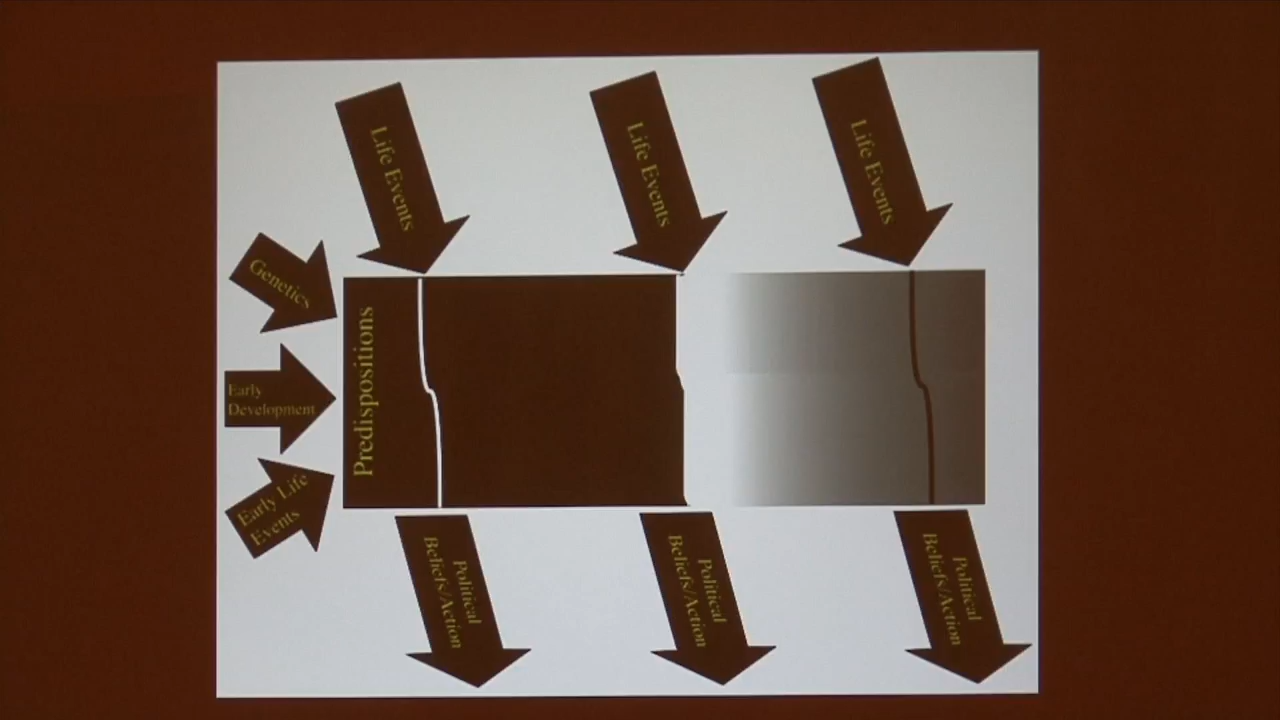 Life Events
Life Events
Life Events
Genetics
Early
Development
Early Life
Events
Predispositions
Political
Beliefs/Action
Political
Beliefs/Action
Political
Beliefs/Action